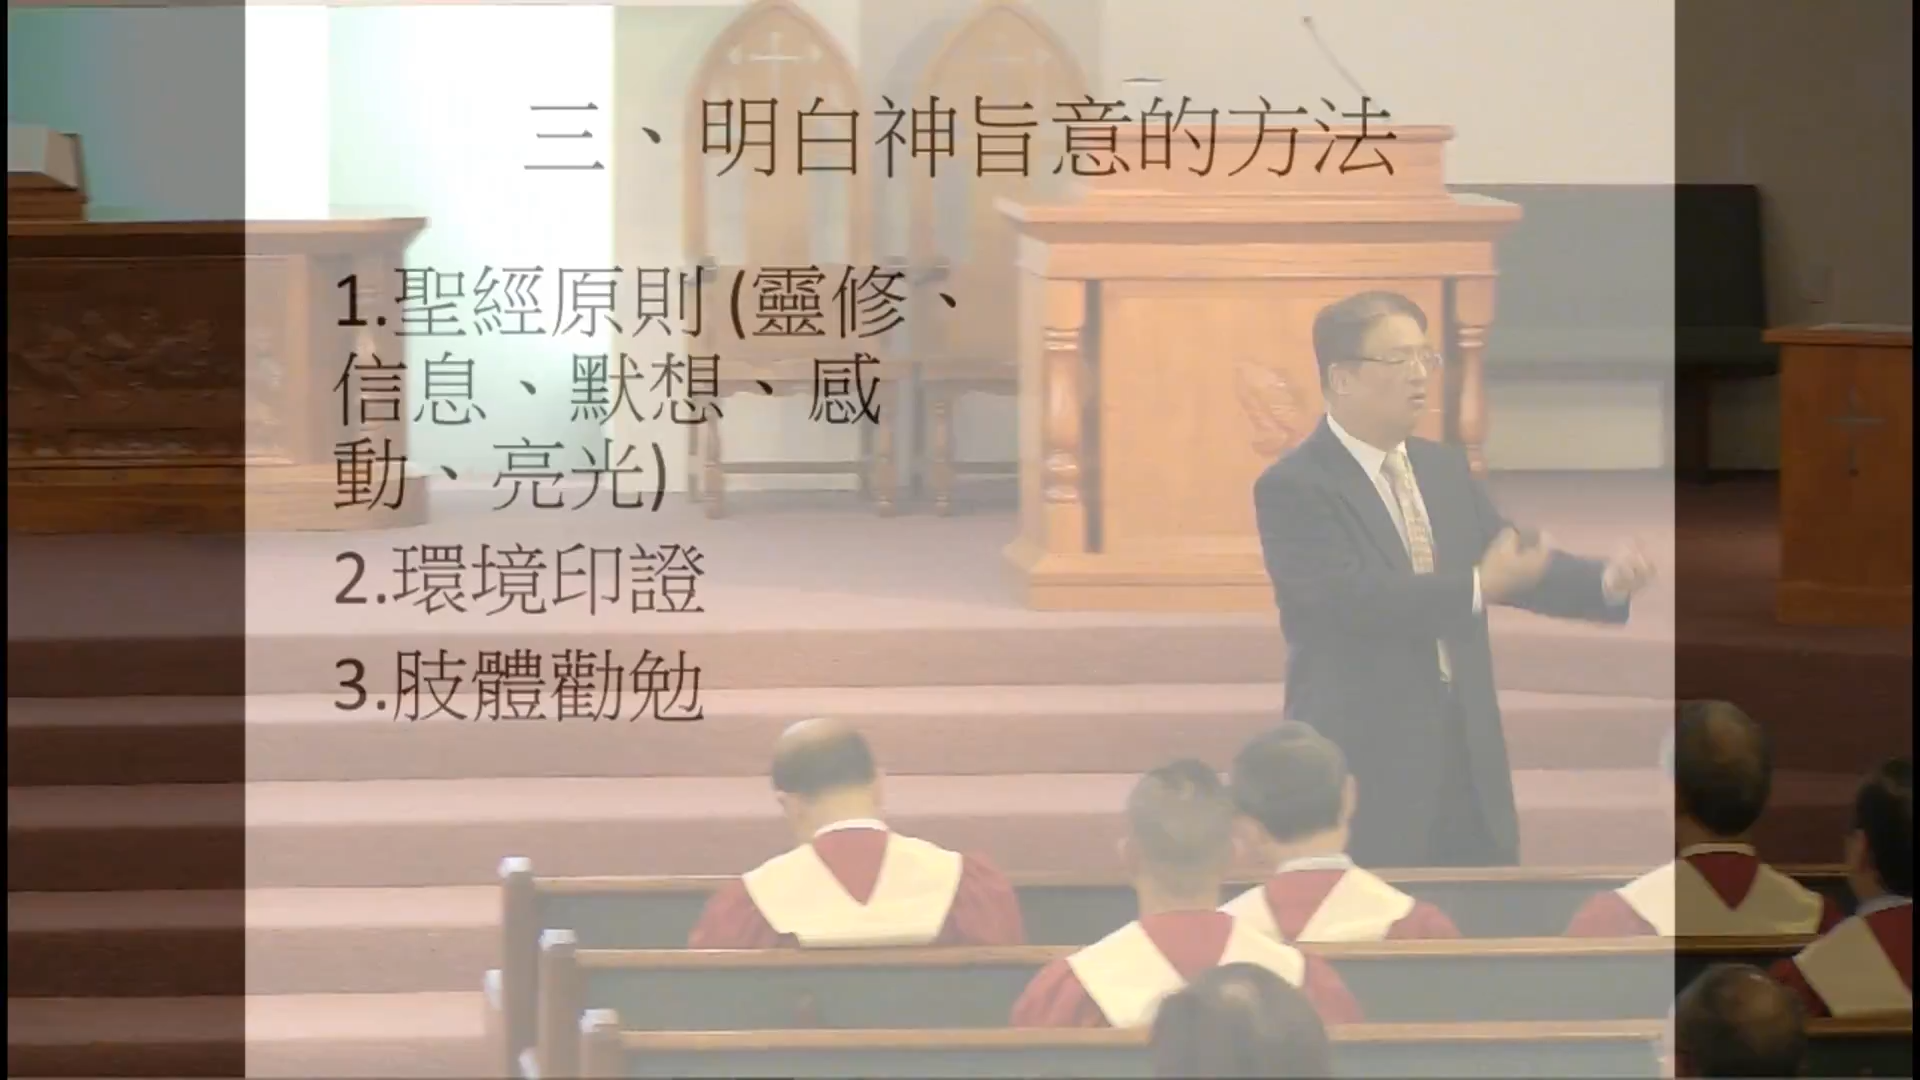 三、明白神旨意的方法
1.聖經原則 (靈修、
信息、默想、感
動、亮光)
2.環境印證
3.肢體勸勉